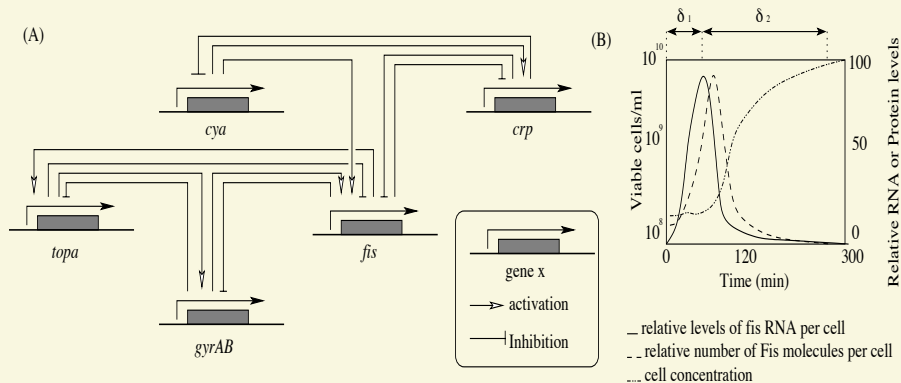 (A)
cya
crp
topa
fis
gyrAB
gene x
activation
Inhibition
(B)
δ 1
δ 2
10 10
10 9
10 8
10
Viable cells/ml
100
50
0
Relative RNA or Protein levels
0
120
300
Time (min)
relative levels of fis RNA per cell
relative number of Fis molecules per cell
cell concentration